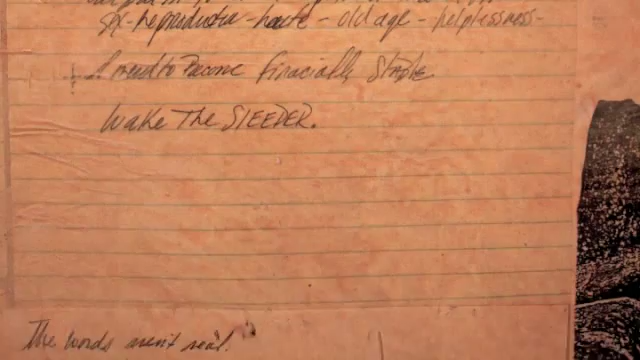 Sex - Reproduction - haste - old age - helplessness -
I need to become financially stable.
Wake The SLEEPER.
The words aren't real.